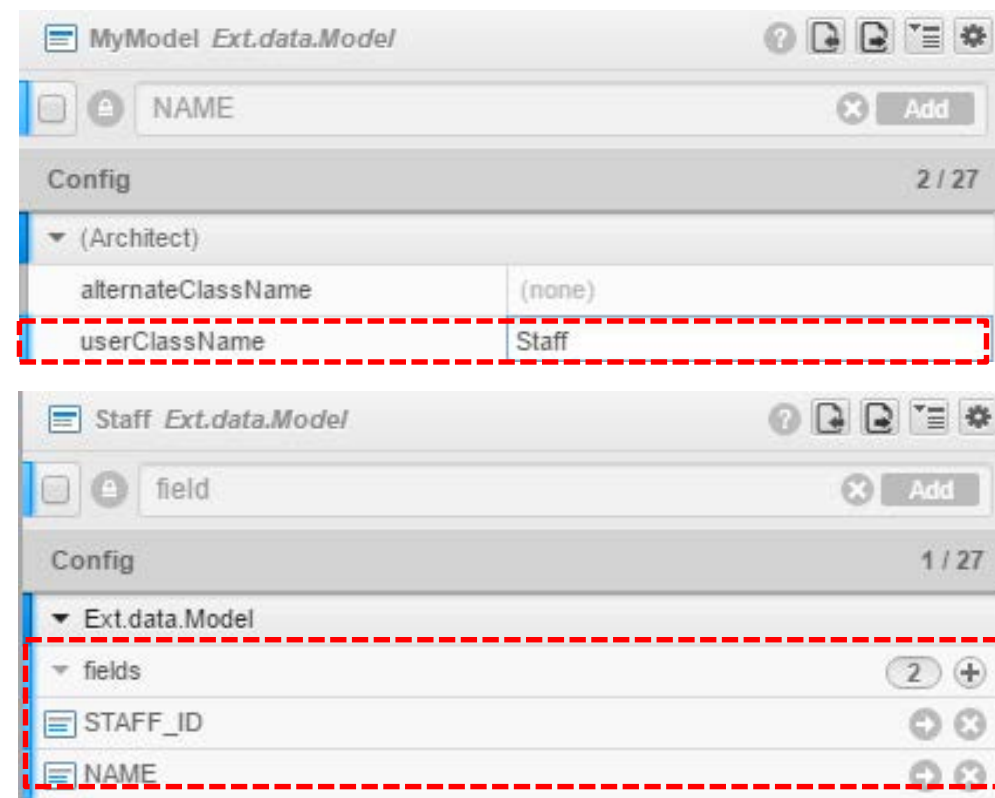 MyModel Ext.data.Model
NAME Add
Config 2 / 27
(Architect)
alternateClassName (none)
userClassName Staff
Staff Ext.data.Model
field Add
Config 1 / 27
Ext.data.Model
fields 2
STAFF_ID
NAME